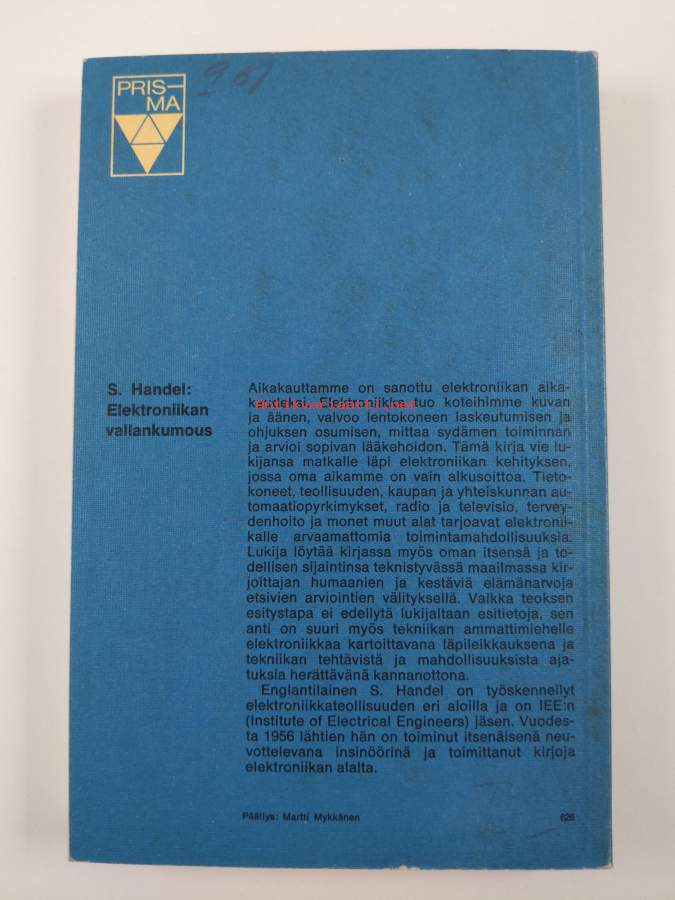 PRIS-
MA
951
S. Handel:
Elektroniikan
vallankumous
Aikakauttamme on sanottu elektroniikan aika-
kaudeksi. Elektroniikka tuo koteihimme kuvan
Antikvariaatti.net
ja äänen, valvoo lentokoneen laskeutumisen ja
ohjuksen osumisen, mittaa sydämen toiminnan
ja arvioi sopivan lääkehoidon. Tämä kirja vie lu-
kijansa matkalle läpi elektroniikan kehityksen,
jossa oma aikamme on vain alkusoittoa. Tieto-
koneet, teollisuuden, kaupan ja yhteiskunnan au-
tomaatiopyrkimykset, radio ja televisio, tervey-
denhoito ja monet muut alat tarjoavat elektronii-
kalle arvaamattomia toimintamahdollisuuksia.
Lukija löytää kirjassa myös oman itsensä ja to-
dellisen sijaintinsa teknistyvässä maailmassa kir-
joittajan humaanien ja kestäviä elämänarvoja
etsivien arviointien välityksellä. Vaikka teoksen
esitystapa ei edellytä lukijaltaan esitietoja, sen
anti on suuri myös tekniikan ammattimiehelle
elektroniikkaa kartoittavana läpileikkauksena ja
tekniikan tehtävistä ja mahdollisuuksista aja-
tuksia herättävänä kannanottona.
Englantilainen S. Handel on työskennellyt
elektroniikkateollisuuden eri aloilla ja on IEE:n
(Institute of Electrical Engineers) jäsen. Vuodes-
ta 1956 lähtien hän on toiminut itsenäisenä neu-
vottelevana insinöörinä ja toimittanut kirjoja
elektroniikan alalta.
Päällys: Martti Mykkänen
626